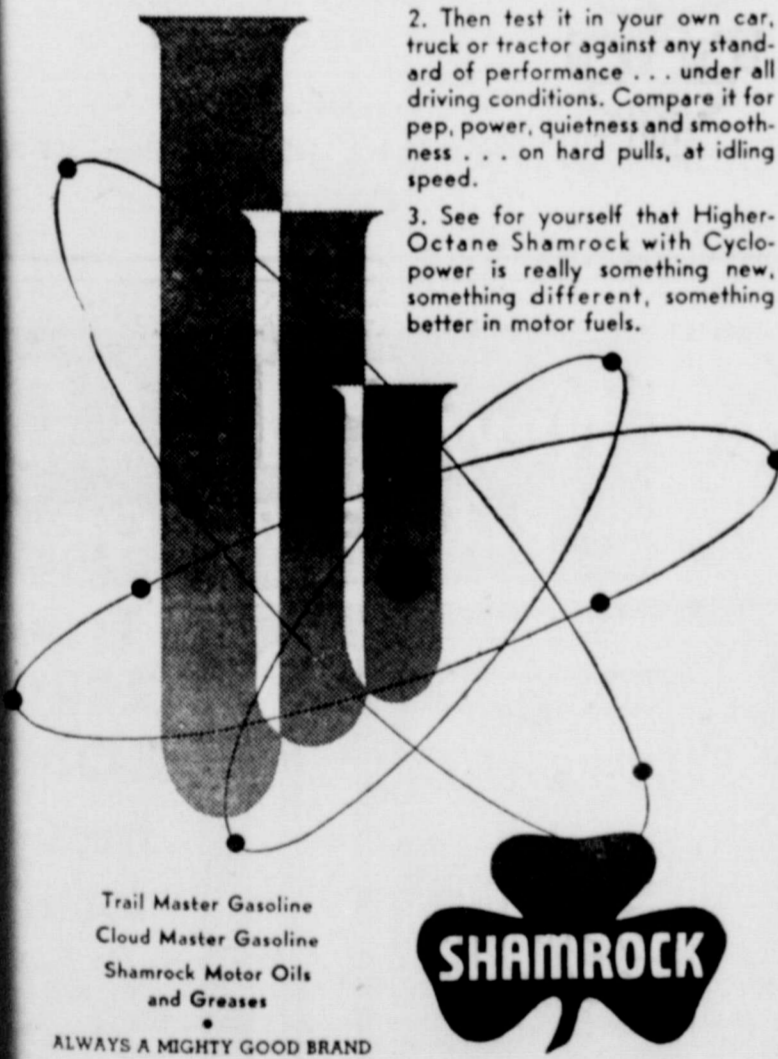 2. Then test it in your own car,
truck or tractor against any stand-
ard of performance . . . under all
driving conditions. Compare it for
pep, power, quietness and smooth-
ness . . . on hard pulls, at idling
speed.
3. See for yourself that Higher-
Octane Shamrock with Cyclo-
power is really something new,
something different, something
better in motor fuels.
Trail Master Gasoline
Cloud Master Gasoline
Shamrock Motor Oils
and Greases
•
ALWAYS A MIGHTY GOOD BRAND
SHAMROCK